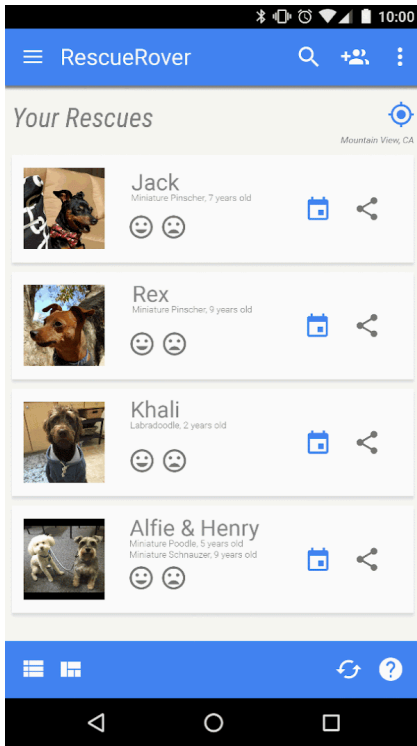 10:00
RescueRover
Your Rescues
Mountain View, CA
Jack
Miniature Pinscher, 7 years old
Rex
Miniature Pinscher, 9 years old
Khali
Labradoodle, 2 years old
Alfie & Henry
Miniature Poodle, 5 years old
Miniature Schnauzer, 9 years old